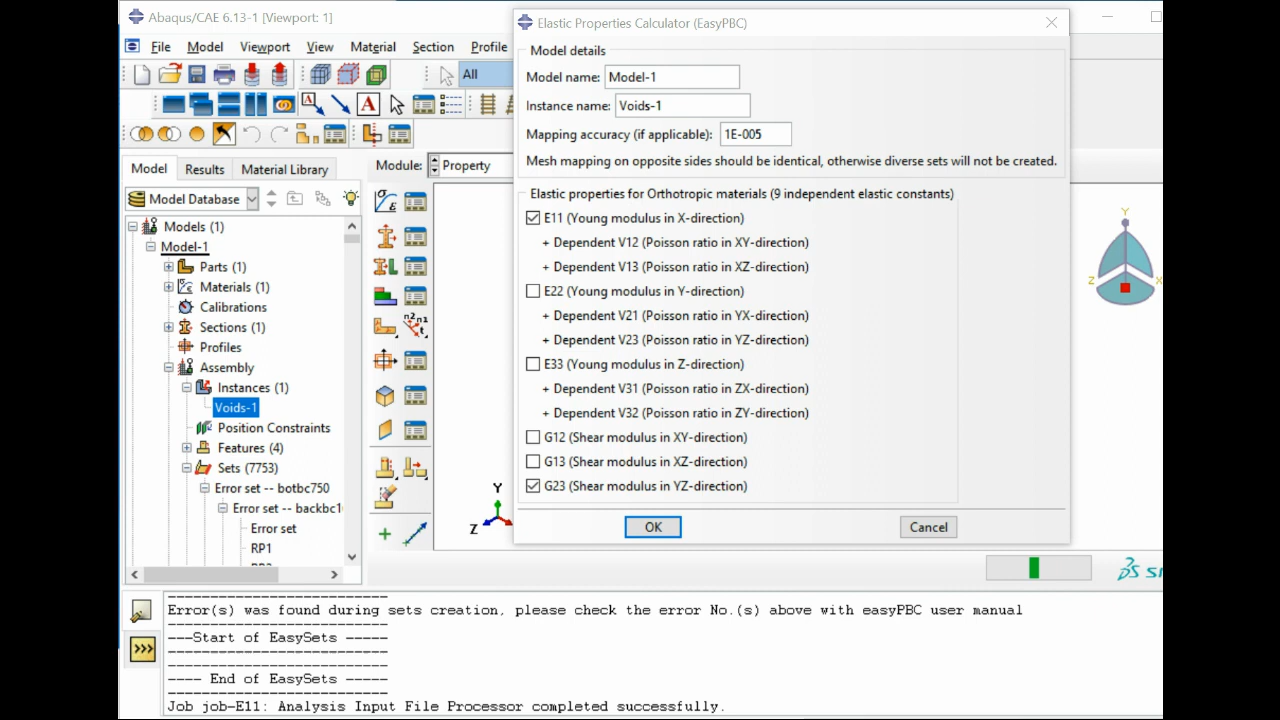 Abaqus/CAE 6.13-1 [Viewport: 1]
File Model Viewport View Material Section Profile
All
A A
Model Results Material Library
Model Database
Models (1)
Model-1
Parts (1)
Materials (1)
Calibrations
Sections (1)
Profiles
Assembly
Instances (1)
Voids-1
Position Constraints
Features (4)
Sets (7753)
Error set -- botbc750
Error set -- backbc1
Error set
RP1
Module: Property
σ
ε
n2 n1
t
Y
Z
Elastic Properties Calculator (EasyPBC)
Model details
Model name: Model-1
Instance name: Voids-1
Mapping accuracy (if applicable): 1E-005
Mesh mapping on opposite sides should be identical, otherwise diverse sets will not be created.
Elastic properties for Orthotropic materials (9 independent elastic constants)
E11 (Young modulus in X-direction)
+ Dependent V12 (Poisson ratio in XY-direction)
+ Dependent V13 (Poisson ratio in XZ-direction)
E22 (Young modulus in Y-direction)
+ Dependent V21 (Poisson ratio in YX-direction)
+ Dependent V23 (Poisson ratio in YZ-direction)
E33 (Young modulus in Z-direction)
+ Dependent V31 (Poisson ratio in ZX-direction)
+ Dependent V32 (Poisson ratio in ZY-direction)
G12 (Shear modulus in XY-direction)
G13 (Shear modulus in XZ-direction)
G23 (Shear modulus in YZ-direction)
OK Cancel
Y
Z X
------------------------
Error(s) was found during sets creation, please check the error No.(s) above with easyPBC user manual
------------------------
---Start of EasySets -----
------------------------
------------------------
---- End of EasySets -----
------------------------
Job job-E11: Analysis Input File Processor completed successfully.
>>>